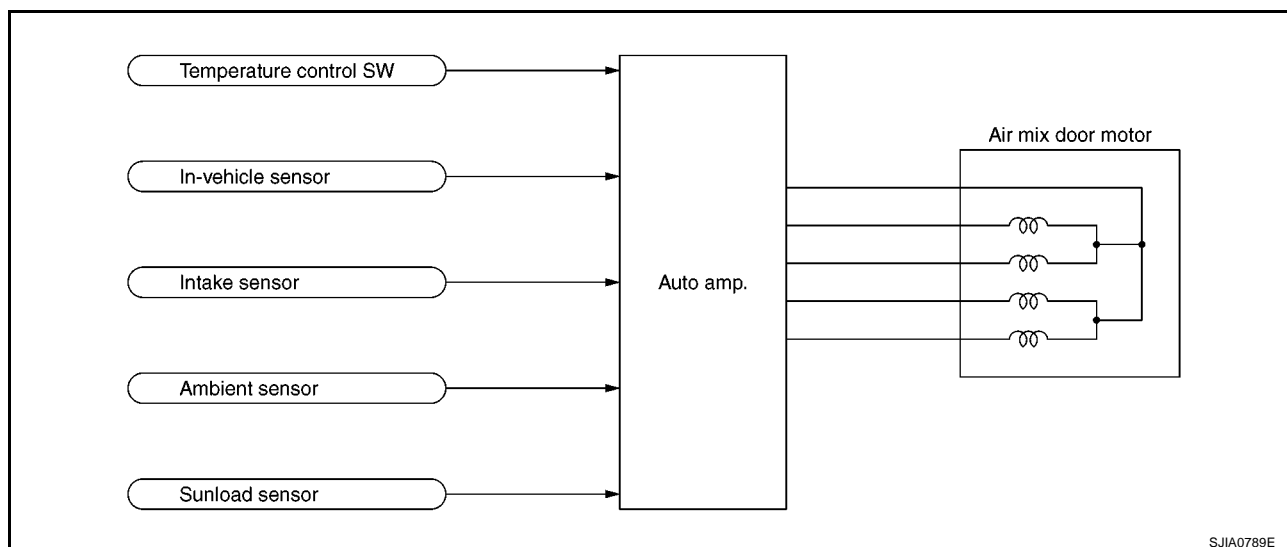 Temperature control SW
In-vehicle sensor
Intake sensor
Ambient sensor
Sunload sensor
Auto amp.
Air mix door motor
SJIA0789E